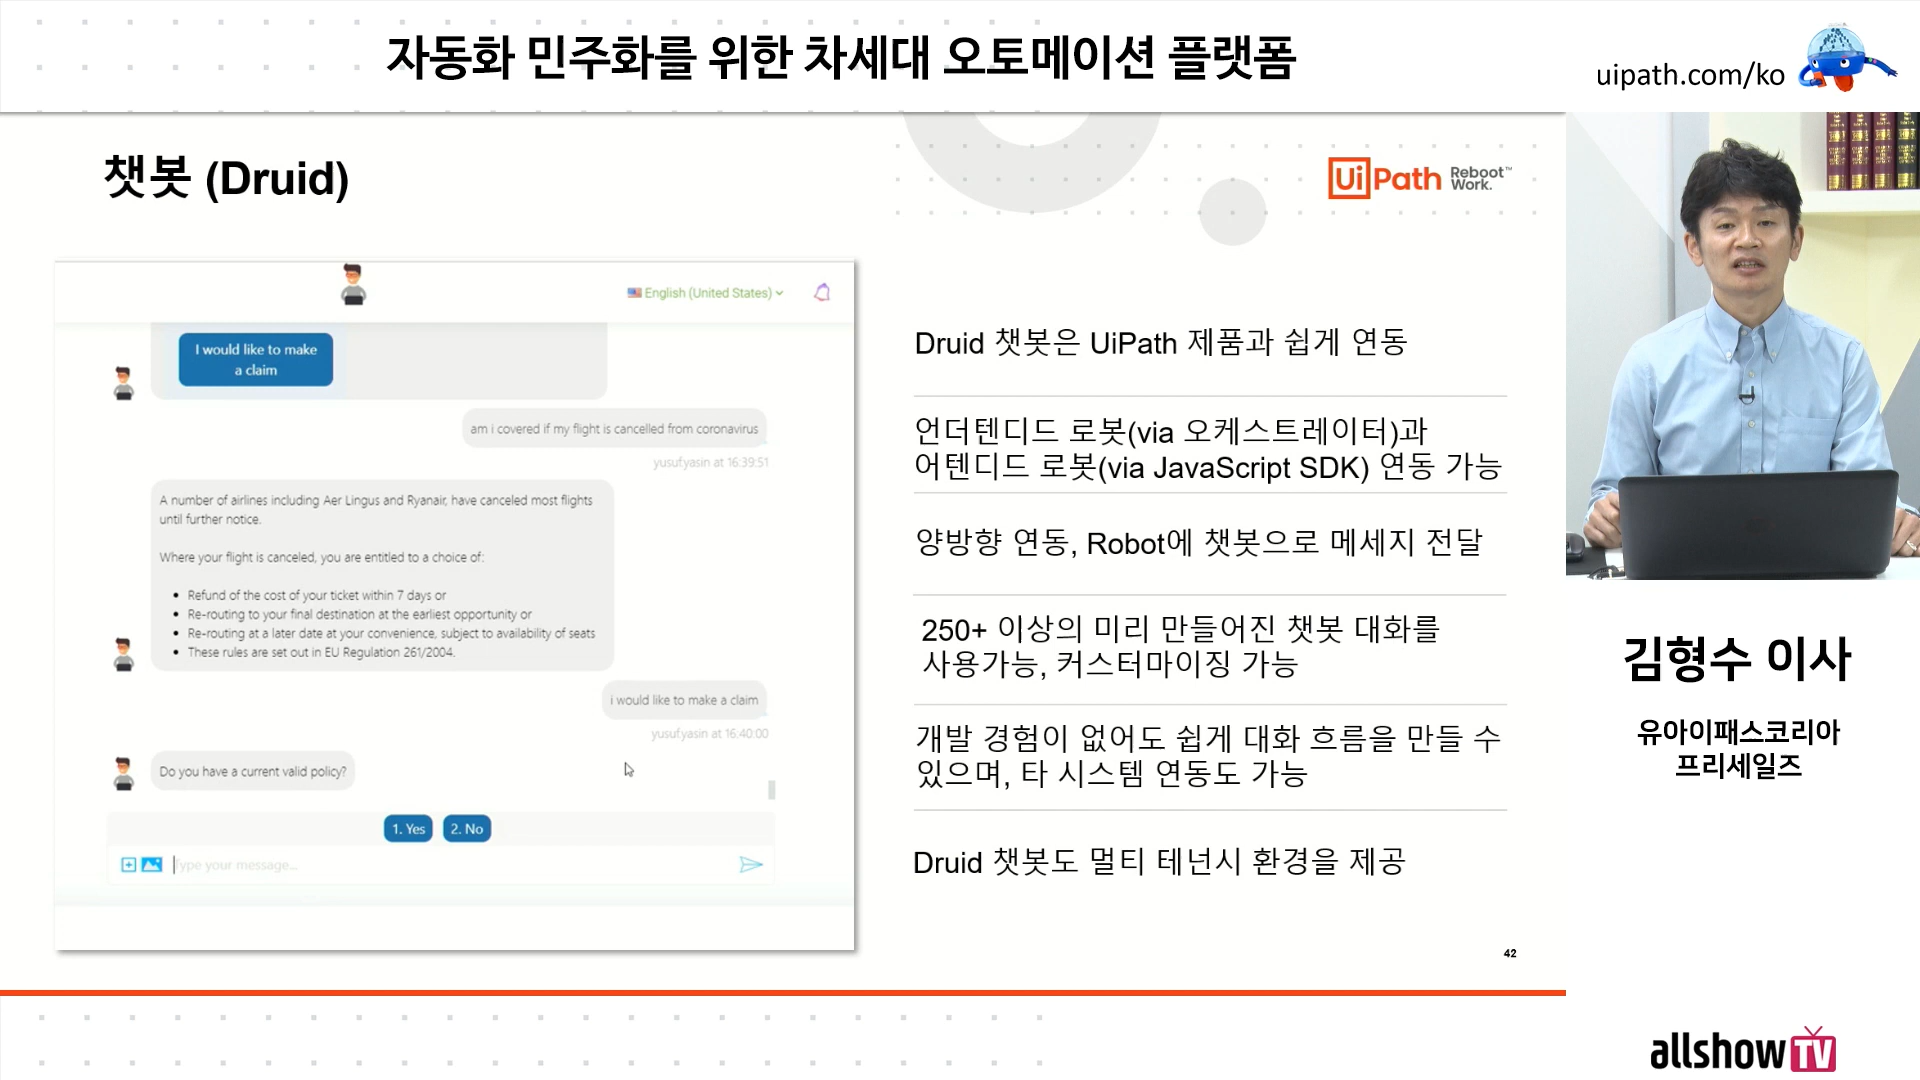 자동화 민주화를 위한 차세대 오토메이션 플랫폼
uipath.com/ko
챗봇 (Druid)
UiPath Reboot Work.™
English (United States)
I would like to make
a claim
am i covered if my flight is cancelled from coronavirus
yusuf.yasin at 16:39:51
A number of airlines including Aer Lingus and Ryanair, have canceled most flights
until further notice.
Where your flight is canceled, you are entitled to a choice of:
• Refund of the cost of your ticket within 7 days or
• Re-routing to your final destination at the earliest opportunity or
• Re-routing at a later date at your convenience, subject to availability of seats
• These rules are set out in EU Regulation 261/2004.
i would like to make a claim
yusuf.yasin at 16:40:00
Do you have a current valid policy?
1. Yes 2. No
Type your message...
Druid 챗봇은 UiPath 제품과 쉽게 연동
언더텐디드 로봇(via 오케스트레이터)과
어텐디드 로봇(via JavaScript SDK) 연동 가능
양방향 연동, Robot에 챗봇으로 메세지 전달
250+ 이상의 미리 만들어진 챗봇 대화를
사용가능, 커스터마이징 가능
개발 경험이 없어도 쉽게 대화 흐름을 만들 수
있으며, 타 시스템 연동도 가능
Druid 챗봇도 멀티 테넌시 환경을 제공
42
김형수 이사
유아이패스코리아
프리세일즈
allshowTV